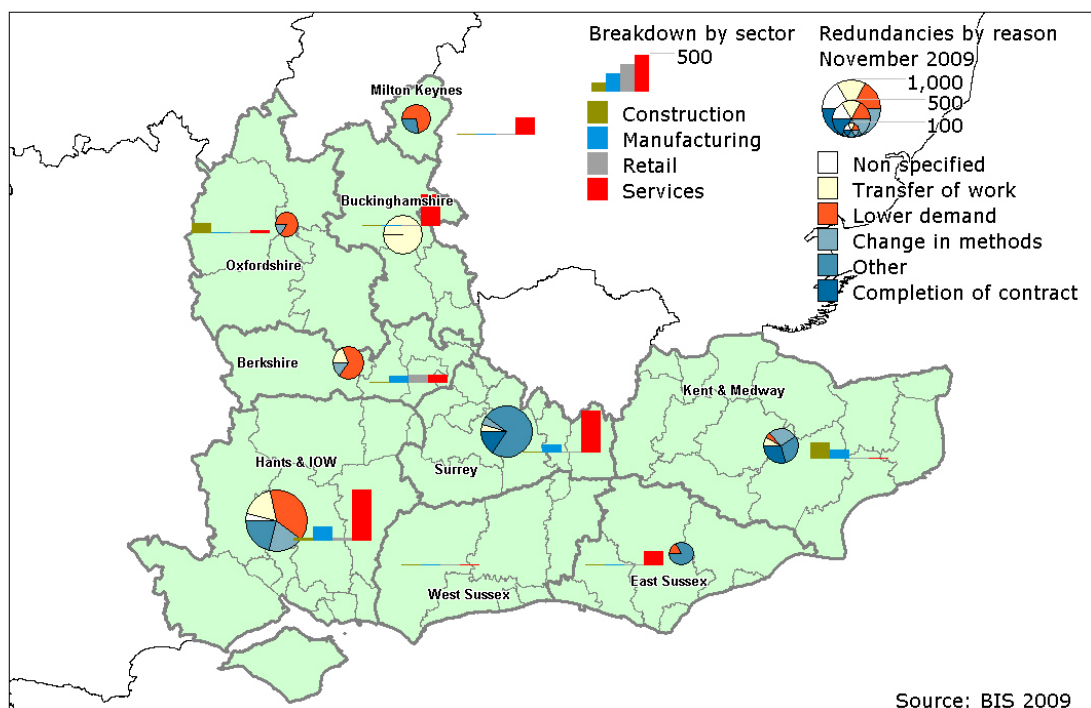 Breakdown by sector
500
Construction
Manufacturing
Retail
Services
Redundancies by reason
November 2009
1,000
500
100
Non specified
Transfer of work
Lower demand
Change in methods
Other
Completion of contract
Milton Keynes
Buckinghamshire
Oxfordshire
Berkshire
Kent & Medway
Surrey
Hants & IOW
West Sussex
East Sussex
Source: BIS 2009